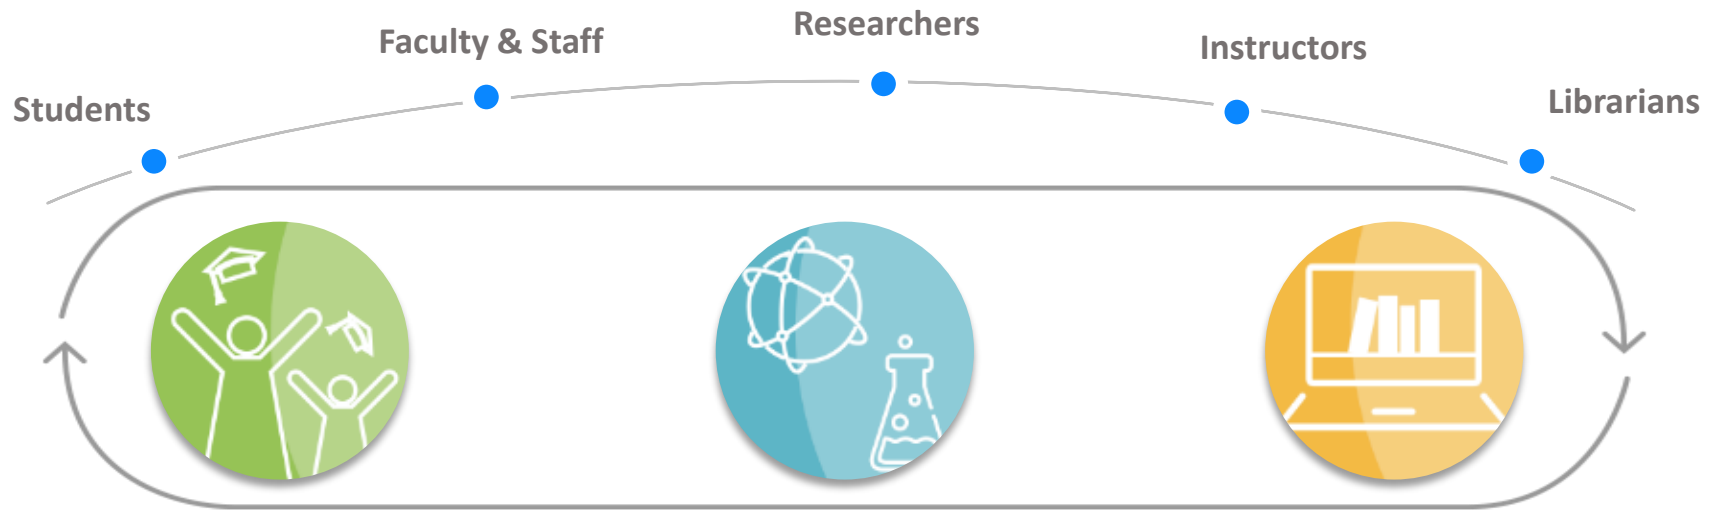 Students
Faculty & Staff
Researchers
Instructors
Librarians